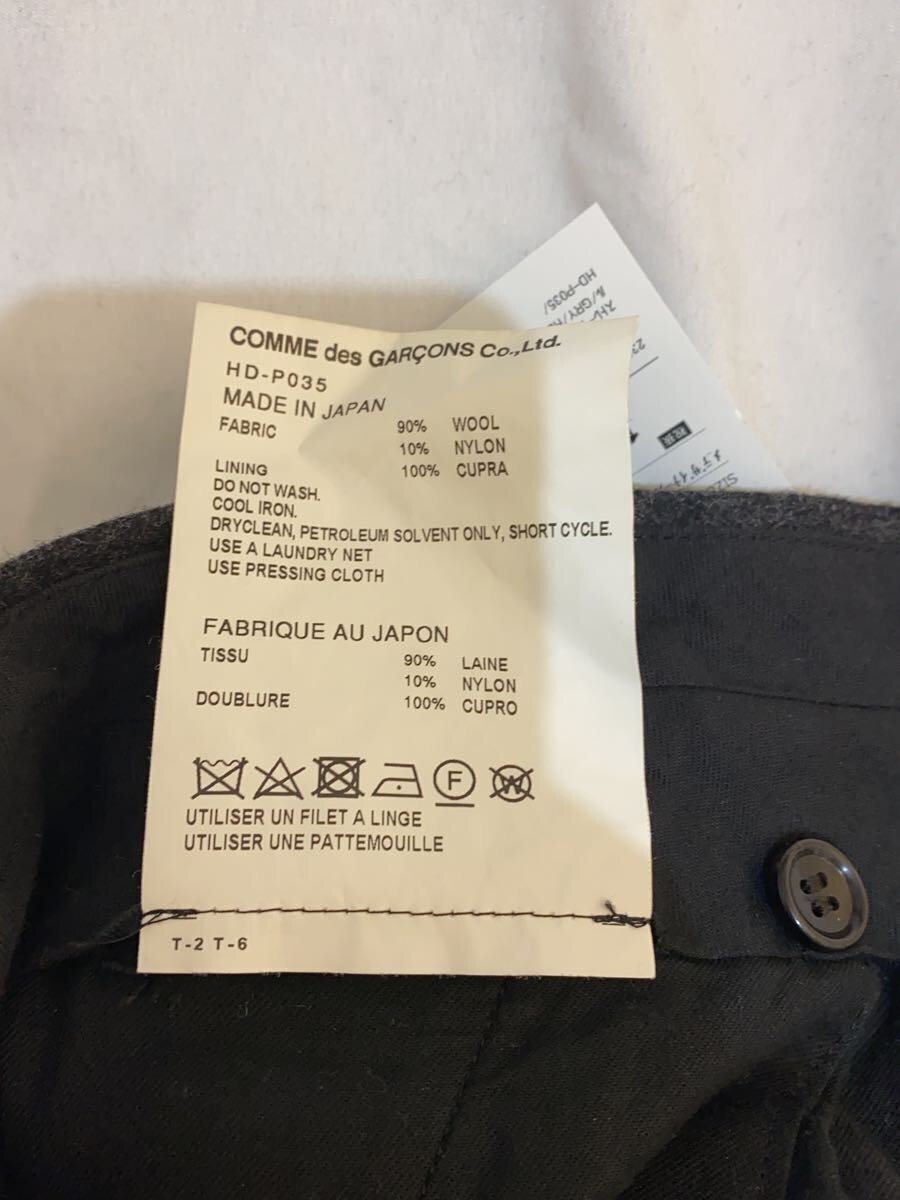 COMME des GARÇONS Co.,Ltd.
HD-P035
MADE IN JAPAN
FABRIC 90% WOOL
10% NYLON
LINING 100% CUPRA
DO NOT WASH.
COOL IRON.
DRYCLEAN, PETROLEUM SOLVENT ONLY, SHORT CYCLE.
USE A LAUNDRY NET
USE PRESSING CLOTH
FABRIQUE AU JAPON
TISSU 90% LAINE
10% NYLON
DOUBLURE 100% CUPRO
F
W
UTILISER UN FILET A LINGE
UTILISER UNE PATTEMOUILLE
T-2 T-6
HD-P035/
/GRY/